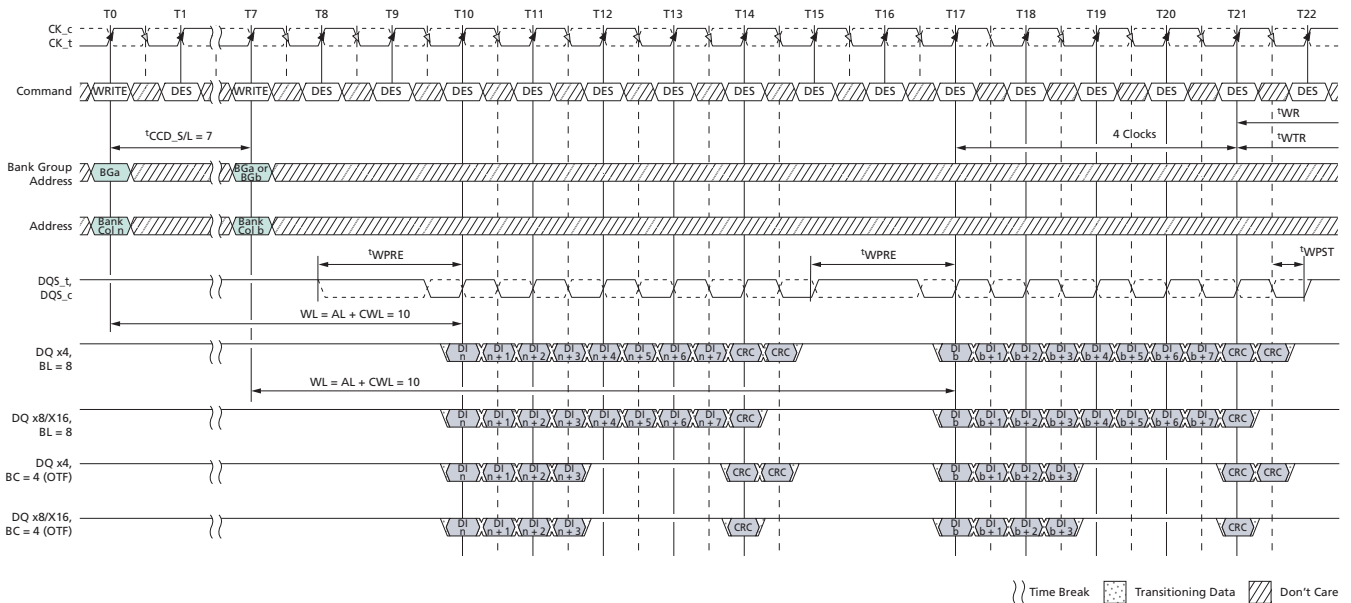 T0 T1 T7 T8 T9 T10 T11 T12 T13 T14 T15 T16 T17 T18 T19 T20 T21 T22
CK_c
CK_t
Command WRITE DES WRITE DES DES DES DES DES DES DES DES DES DES DES DES DES DES DES
tWR
tCCD_S/L = 7
4 Clocks
tWTR
Bank Group
Address
BGa
BGa or
BGb
Address
Bank
Col n
Bank
Col b
tWPRE
tWPRE
tWPST
DQS_t,
DQS_c
WL = AL + CWL = 10
DQ x4,
BL = 8
DI
n
DI
n + 1
DI
n + 2
DI
n + 3
DI
n + 4
DI
n + 5
DI
n + 6
DI
n + 7
CRC
CRC
DI
b
DI
b + 1
DI
b + 2
DI
b + 3
DI
b + 4
DI
b + 5
DI
b + 6
DI
b + 7
CRC
CRC
WL = AL + CWL = 10
DQ x8/X16,
BL = 8
DI
n
DI
n + 1
DI
n + 2
DI
n + 3
DI
n + 4
DI
n + 5
DI
n + 6
DI
n + 7
CRC
DI
b
DI
b + 1
DI
b + 2
DI
b + 3
DI
b + 4
DI
b + 5
DI
b + 6
DI
b + 7
CRC
DQ x4,
BC = 4 (OTF)
DI
n
DI
n + 1
DI
n + 2
DI
n + 3
CRC
CRC
DI
b
DI
b + 1
DI
b + 2
DI
b + 3
CRC
CRC
DQ x8/X16,
BC = 4 (OTF)
DI
n
DI
n + 1
DI
n + 2
DI
n + 3
CRC
DI
b
DI
b + 1
DI
b + 2
DI
b + 3
CRC
Time Break Transitioning Data Don't Care